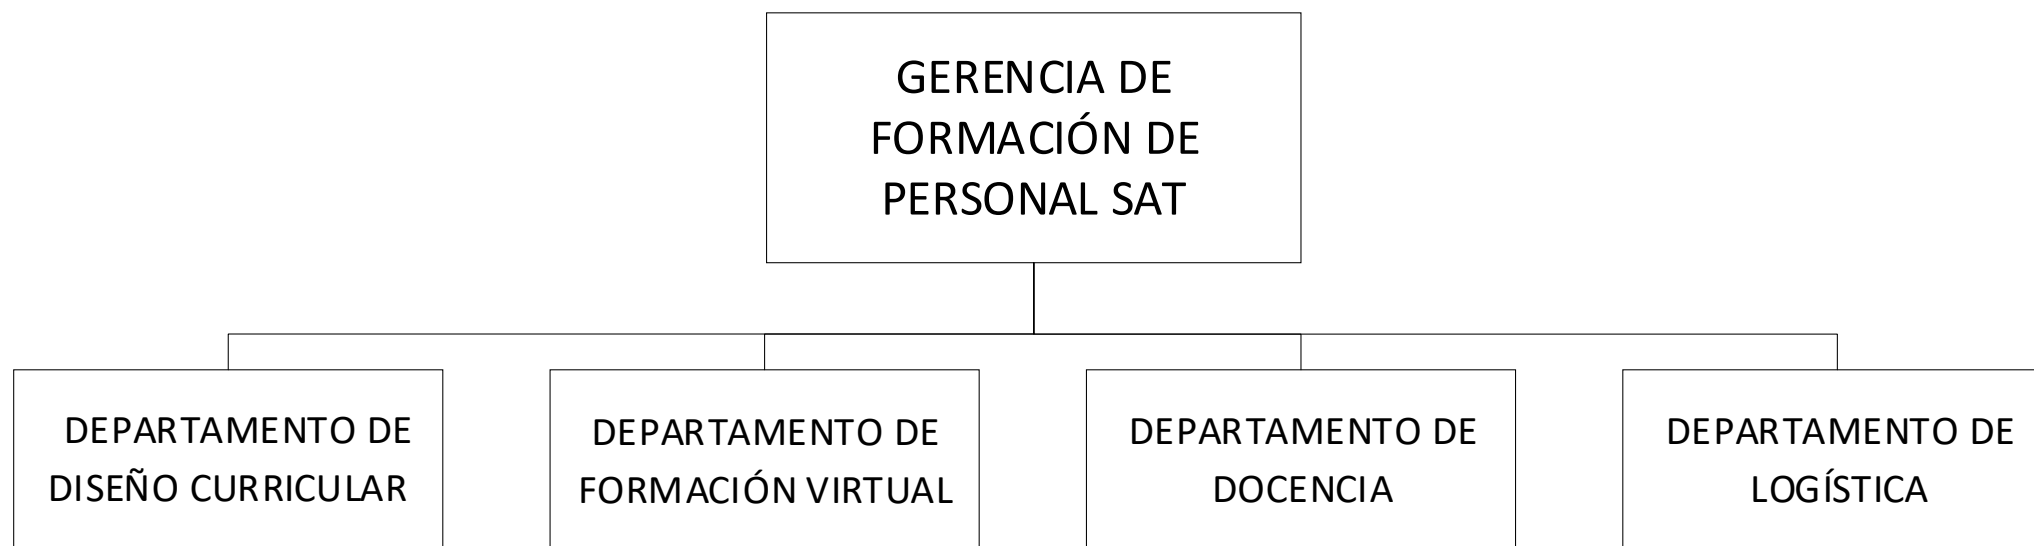 GERENCIA DE
FORMACIÓN DE
PERSONAL SAT
DEPARTAMENTO DE
DISEÑO CURRICULAR
DEPARTAMENTO DE
FORMACIÓN VIRTUAL
DEPARTAMENTO DE
DOCENCIA
DEPARTAMENTO DE
LOGÍSTICA